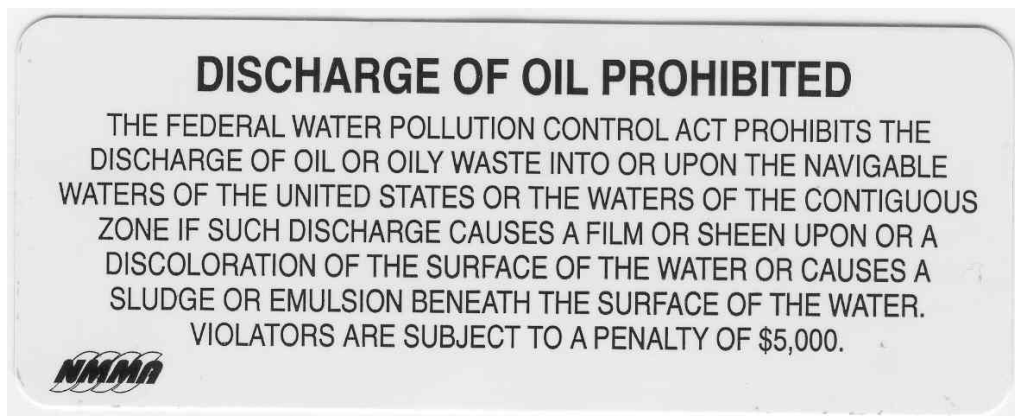 DISCHARGE OF OIL PROHIBITED
THE FEDERAL WATER POLLUTION CONTROL ACT PROHIBITS THE
DISCHARGE OF OIL OR OILY WASTE INTO OR UPON THE NAVIGABLE
WATERS OF THE UNITED STATES OR THE WATERS OF THE CONTIGUOUS
ZONE IF SUCH DISCHARGE CAUSES A FILM OR SHEEN UPON OR A
DISCOLORATION OF THE SURFACE OF THE WATER OR CAUSES A
SLUDGE OR EMULSION BENEATH THE SURFACE OF THE WATER.
VIOLATORS ARE SUBJECT TO A PENALTY OF $5,000.
NMMA